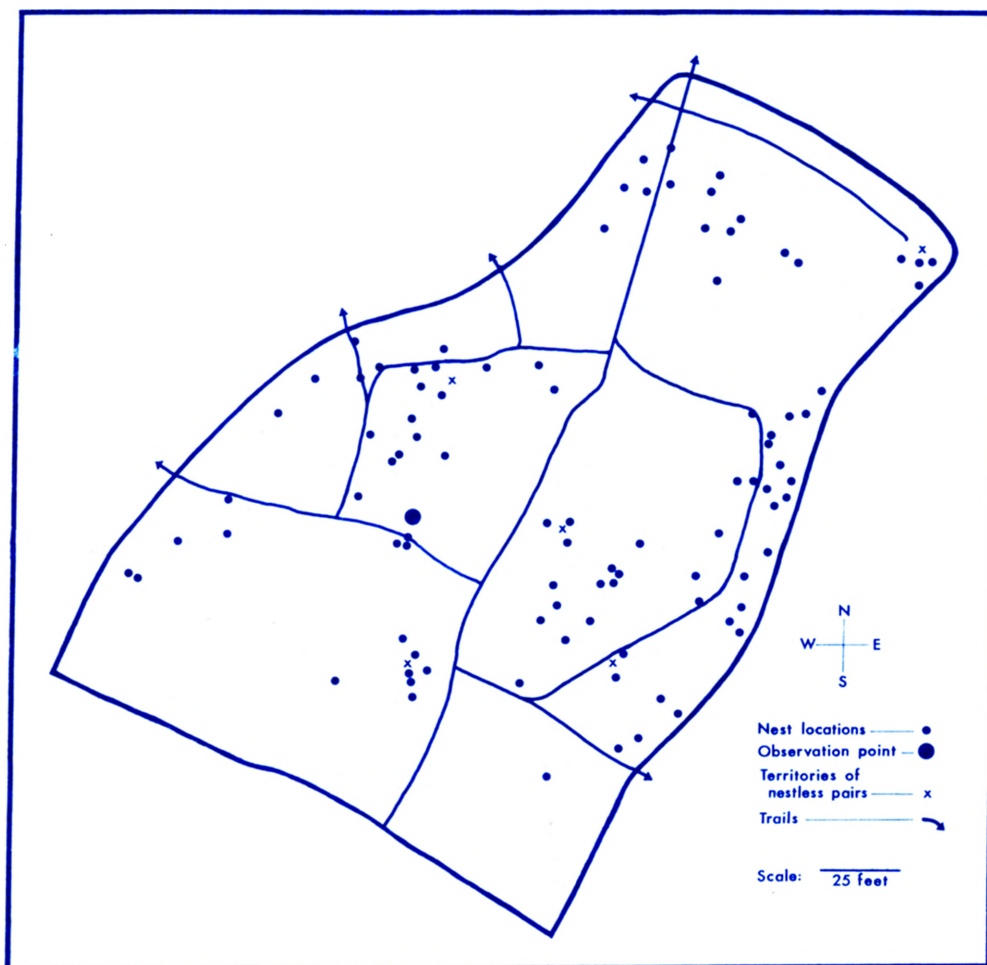 N
W E
S
Nest locations
Observation point
Territories of
nestless pairs x
Trails
Scale: 25 feet